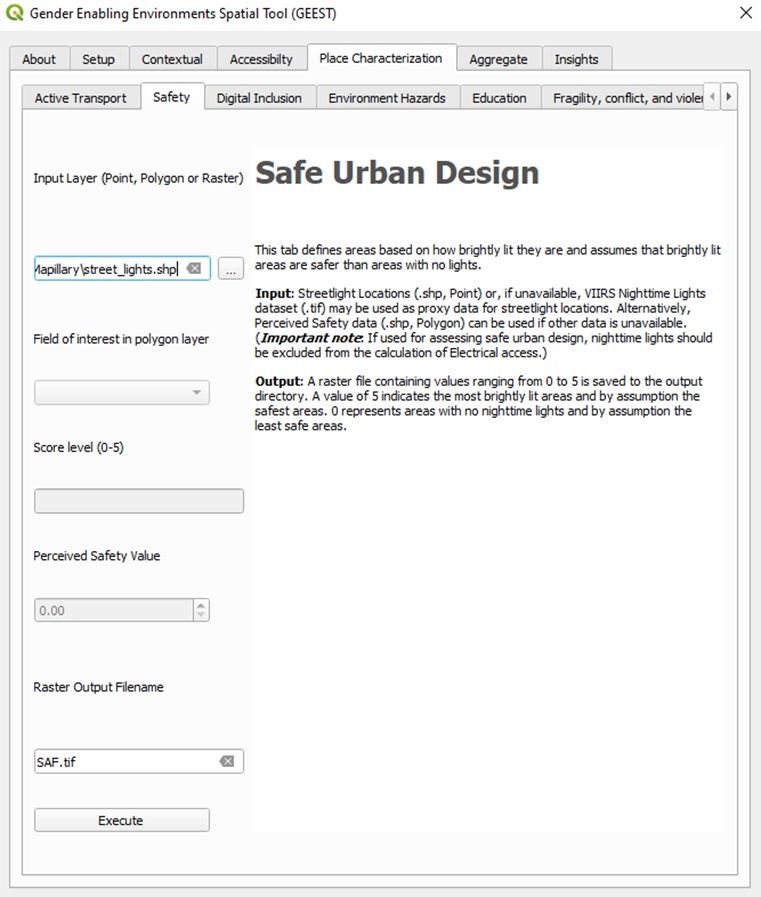 Gender Enabling Environments Spatial Tool (GEEST)
About Setup Contextual Accessibilty Place Characterization Aggregate Insights
Active Transport Safety Digital Inclusion Environment Hazards Education Fragility, conflict, and violer
Input Layer (Point, Polygon or Raster)
Safe Urban Design
This tab defines areas based on how brightly lit they are and assumes that brightly lit
areas are safer than areas with no lights.
Mapillary\street_lights.shp
...
Input: Streetlight Locations (.shp, Point) or, if unavailable, VIIRS Nighttime Lights
dataset (.tif) may be used as proxy data for streetlight locations. Alternatively,
Perceived Safety data (.shp, Polygon) can be used if other data is unavailable.
(Important note: If used for assessing safe urban design, nighttime lights should
be excluded from the calculation of Electrical access.)
Field of interest in polygon layer
Output: A raster file containing values ranging from 0 to 5 is saved to the output
directory. A value of 5 indicates the most brightly lit areas and by assumption the
safest areas. 0 represents areas with no nighttime lights and by assumption the
least safe areas.
Score level (0-5)
Perceived Safety Value
0.00
Raster Output Filename
SAF.tif
Execute